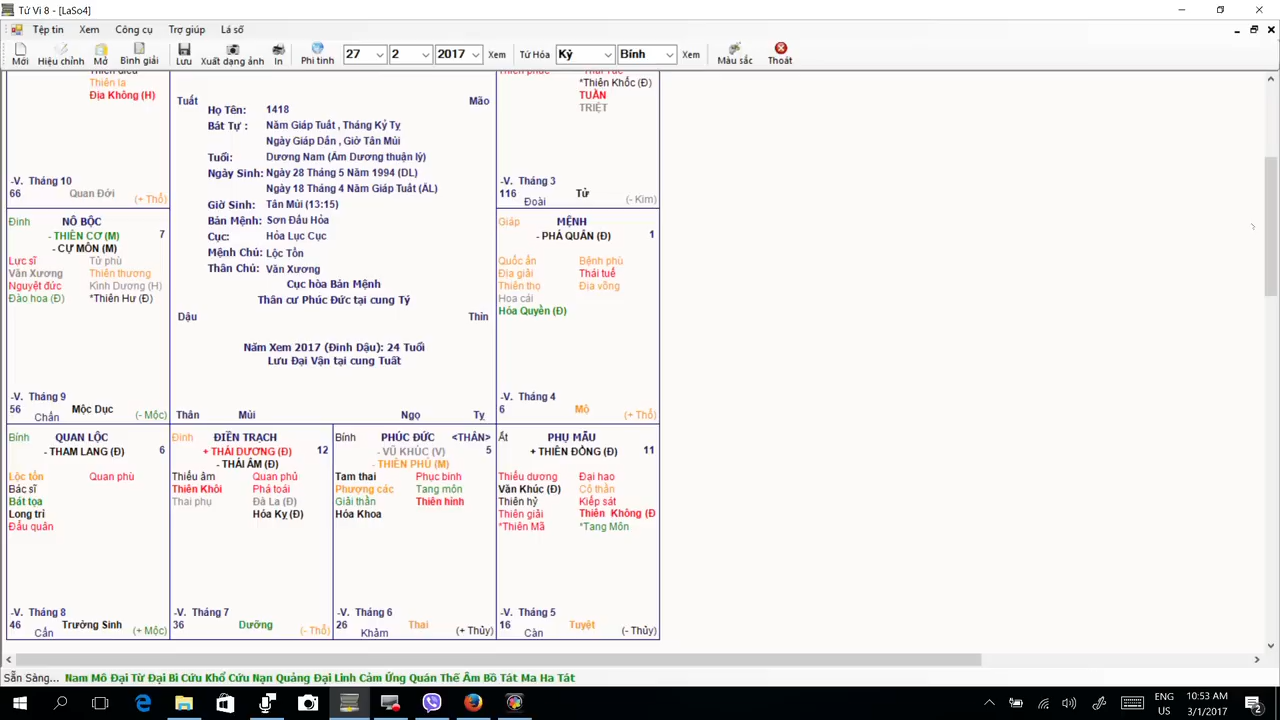 Tử Vi 8 - [LaSo4]
Tệp tin Xem Công cụ Trợ giúp Lá số
Mới Hiệu chỉnh Mở Bình giải Lưu Xuất dạng ảnh In Phi tinh 27 2 2017 Xem Tứ Hóa Kỷ Bính Xem Màu sắc Thoát
Thiên la
Địa Không (H)
-V. Tháng 10
66 Quan Đới (+ Thổ)
Tuất Mão
Họ Tên: 1418
Bát Tự : Năm Giáp Tuất , Tháng Kỷ Tỵ
Ngày Giáp Dần , Giờ Tân Mùi
Tuổi: Dương Nam (Âm Dương thuận lý)
Ngày Sinh: Ngày 28 Tháng 5 Năm 1994 (DL)
Ngày 18 Tháng 4 Năm Giáp Tuất (ÂL)
Giờ Sinh: Tân Mùi (13:15)
Bản Mệnh: Sơn Đầu Hỏa
Cục: Hỏa Lục Cục
Mệnh Chủ: Lộc Tồn
Thân Chủ: Văn Xương
Cục hòa Bản Mệnh
Thân cư Phúc Đức tại cung Tý
Dậu Thìn
Năm Xem 2017 (Đinh Dậu): 24 Tuổi
Lưu Đại Vận tại cung Tuất
Thân Mùi Ngọ Tỵ
*Thiên Khốc (Đ)
TUẦN
TRIỆT
-V. Tháng 3
116 Tử
Đoài (- Kim)
Đinh NÔ BỘC
- THIÊN CƠ (M) 7
- CỰ MÔN (M)
Lực sĩ Tử phù
Văn Xương Thiên thương
Nguyệt đức Kình Dương (H)
Đào hoa (Đ) *Thiên Hư (Đ)
-V. Tháng 9
56 Mộc Dục
Chấn (- Mộc)
Giáp MỆNH
- PHÁ QUÂN (Đ) 1
Quốc ấn Bệnh phù
Địa giải Thái tuế
Thiên thọ Địa võng
Hoa cái
Hóa Quyền (Đ)
-V. Tháng 4
6 Mộ (+ Thổ)
Bính QUAN LỘC
- THAM LANG (Đ) 6
Lộc tồn Quan phù
Bác sĩ
Bát tọa
Long trì
Đẩu quân
-V. Tháng 8
46 Trường Sinh
Cấn (+ Mộc)
Đinh ĐIỀN TRẠCH
+ THÁI DƯƠNG (Đ) 12
- THÁI ÂM (Đ)
Thiếu âm Quan phủ
Thiên Khôi Phá toái
Thai phụ Đà La (Đ)
Hóa Kỵ (Đ)
-V. Tháng 7
36 Dưỡng (- Thổ)
Bính PHÚC ĐỨC <THÂN>
- VŨ KHÚC (V) 5
- THIÊN PHỦ (M)
Tam thai Phục binh
Phượng các Tang môn
Giải thần Thiên hình
Hóa Khoa
-V. Tháng 6
26 Thai
Khảm (+ Thủy)
Ất PHỤ MẪU
+ THIÊN ĐỒNG (Đ) 11
Thiếu dương Đại hao
Văn Khúc (Đ) Cô thần
Thiên hỷ Kiếp sát
Thiên giải Thiên Không (Đ
*Thiên Mã *Tang Môn
-V. Tháng 5
16 Tuyệt
Càn (- Thủy)
Sẵn Sàng... Nam Mô Đại Từ Đại Bi Cứu Khổ Cứu Nạn Quảng Đại Linh Cảm Ứng Quán Thế Âm Bồ Tát Ma Ha Tát
ENG 10:53 AM
US 3/1/2017
2